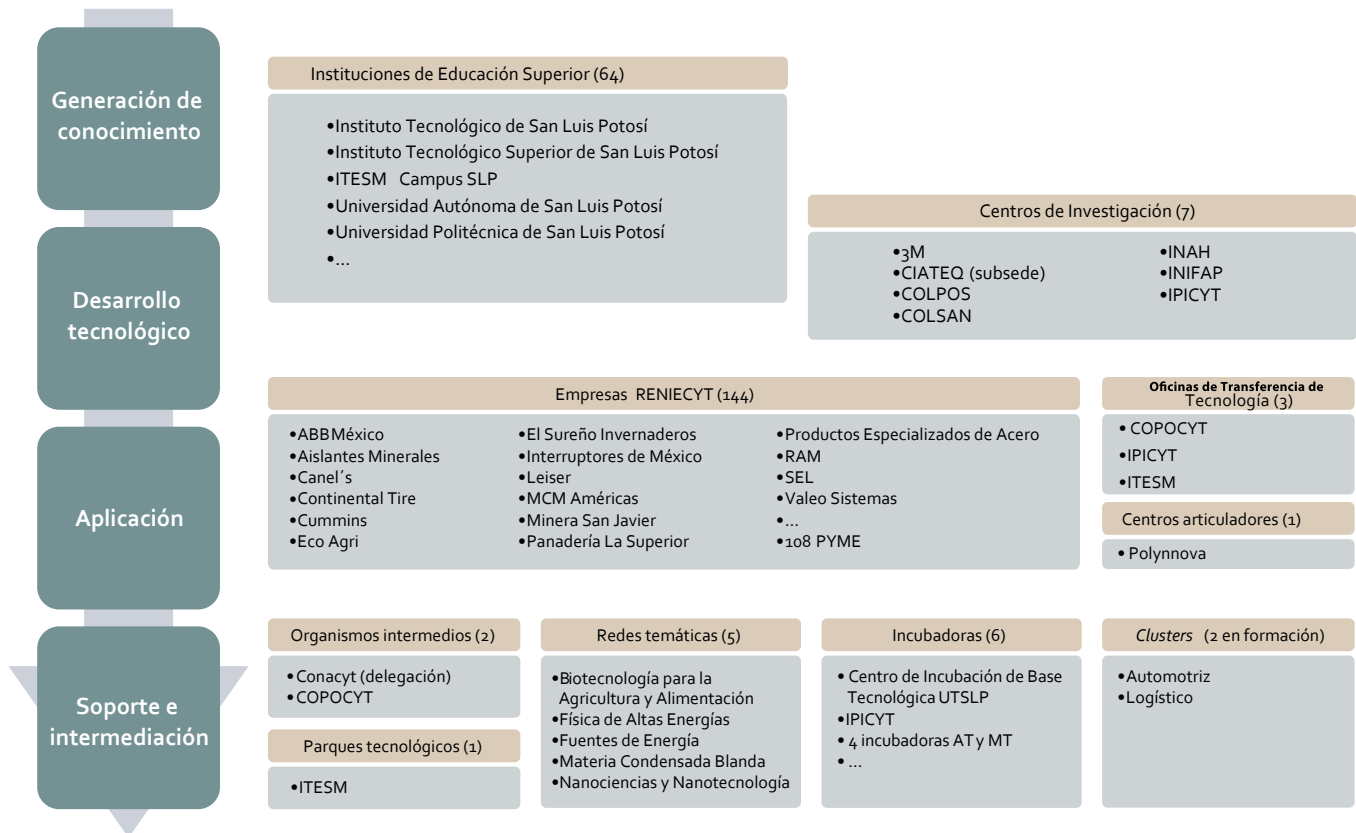 Generación de
conocimiento
Desarrollo
tecnológico
Aplicación
Soporte e
intermediación
Instituciones de Educación Superior (64)
•Instituto Tecnológico de San Luis Potosí
•Instituto Tecnológico Superior de San Luis Potosí
•ITESM Campus SLP
•Universidad Autónoma de San Luis Potosí
•Universidad Politécnica de San Luis Potosí
•...
Centros de Investigación (7)
•3M
•CIATEQ (subsede)
•COLPOS
•COLSAN
•INAH
•INIFAP
•IPICYT
Empresas RENIECYT (144)
•ABB México
•Aislantes Minerales
•Canel´s
•Continental Tire
•Cummins
•Eco Agri
•El Sureño Invernaderos
•Interruptores de México
•Leiser
•MCM Américas
•Minera San Javier
•Panadería La Superior
•Productos Especializados de Acero
•RAM
•SEL
•Valeo Sistemas
•...
•108 PYME
Oficinas de Transferencia de
Tecnología (3)
• COPOCYT
•IPICYT
•ITESM
Centros articuladores (1)
• Polynnova
Organismos intermedios (2)
•Conacyt (delegación)
•COPOCYT
Parques tecnológicos (1)
•ITESM
Redes temáticas (5)
•Biotecnología para la
Agricultura y Alimentación
•Física de Altas Energías
•Fuentes de Energía
•Materia Condensada Blanda
•Nanociencias y Nanotecnología
Incubadoras (6)
• Centro de Incubación de Base
Tecnológica UTSLP
•IPICYT
• 4 incubadoras AT y MT
• ...
Clusters (2 en formación)
•Automotriz
•Logístico